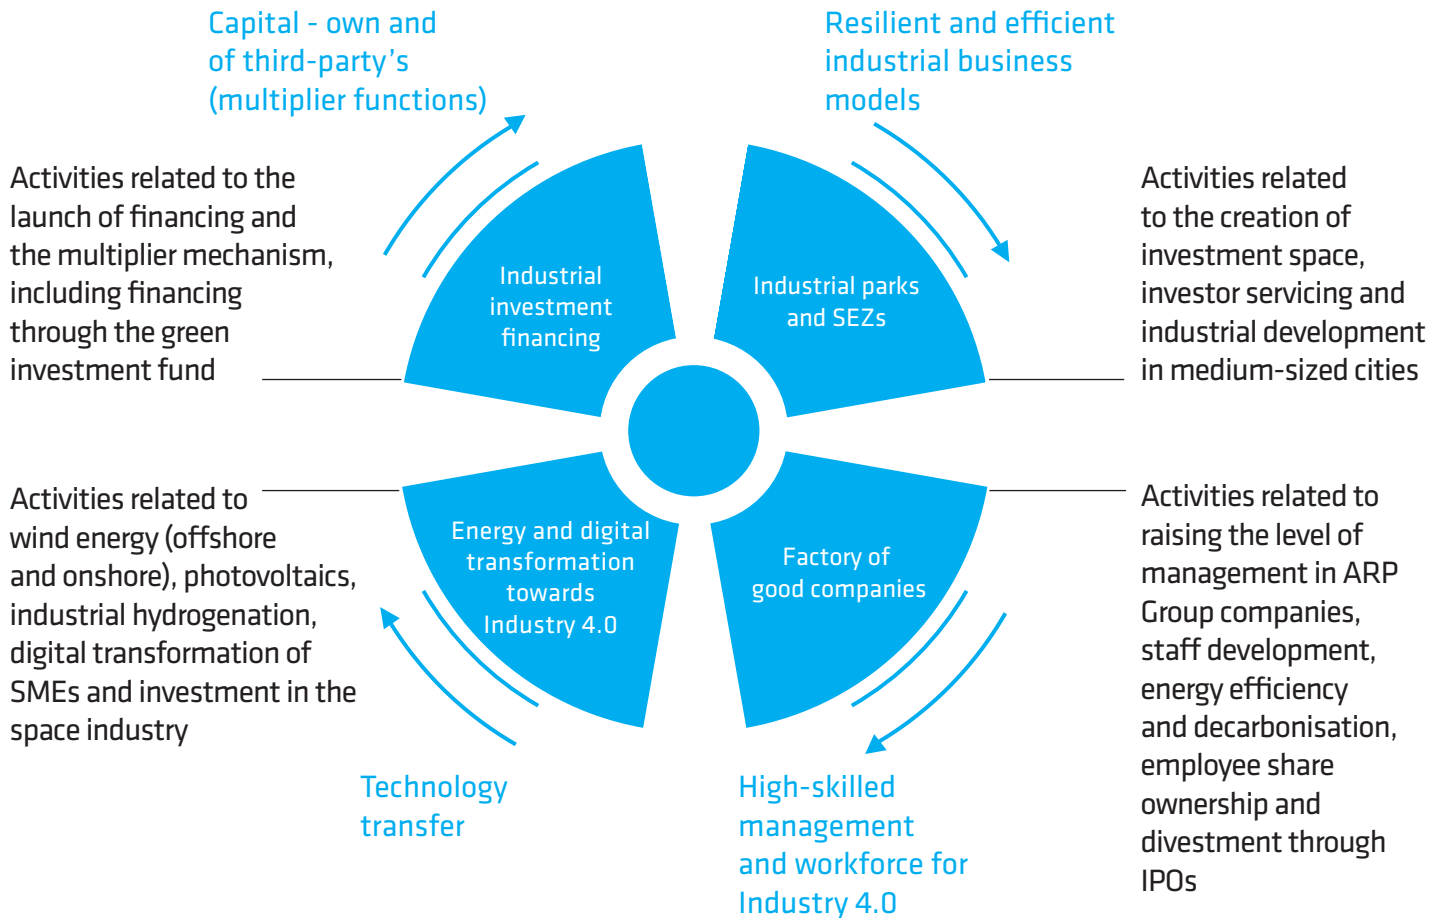 Capital - own and
of third-party’s
(multiplier functions)
Resilient and efficient
industrial business
models
Activities related to the
launch of financing and
the multiplier mechanism,
including financing
through the green
investment fund
Industrial
investment
financing
Industrial parks
and SEZs
Activities related
to the creation of
investment space,
investor servicing and
industrial development
in medium-sized cities
Activities related to
wind energy (offshore
and onshore), photovoltaics,
industrial hydrogenation,
digital transformation of
SMEs and investment in the
space industry
Energy and digital
transformation
towards
Industry 4.0
Factory of
good companies
Activities related to
raising the level of
management in ARP
Group companies,
staff development,
energy efficiency
and decarbonisation,
employee share
ownership and
divestment through
IPOs
Technology
transfer
High-skilled
management
and workforce for
Industry 4.0